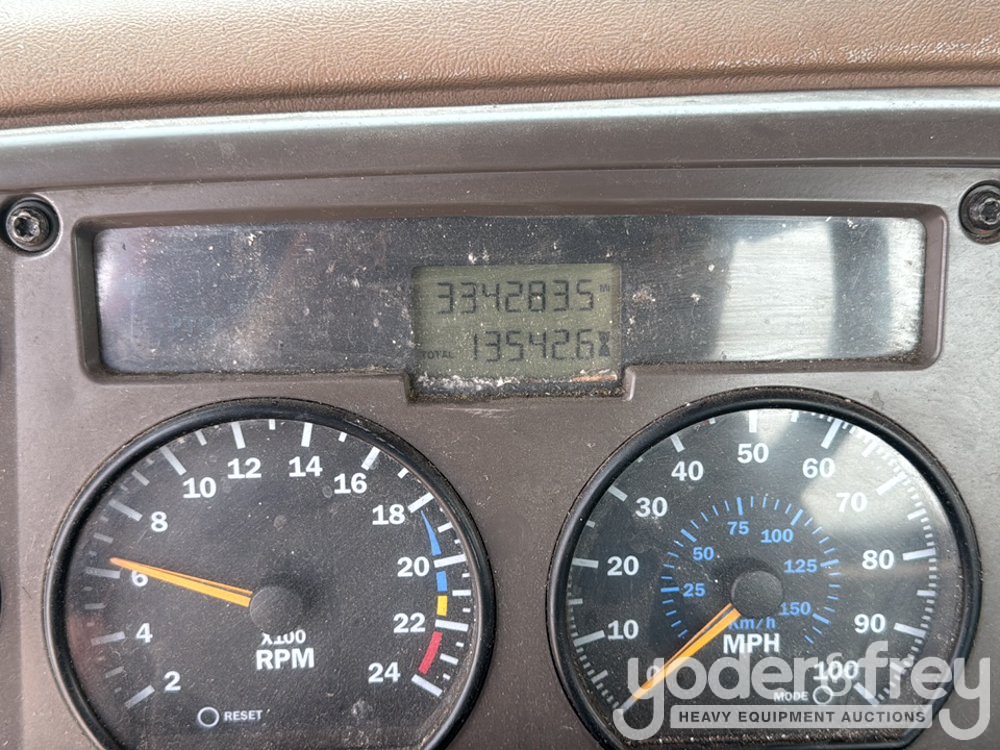 334283.5 MI
TOTAL 13542.6
2
4
6
8
10
12
14
16
18
20
22
24
X100
RPM
RESET
0
10
20
30
40
50
60
70
80
90
100
25
50
75
100
125
150
Km/h
MPH
MODE
yoder&frey
HEAVY EQUIPMENT AUCTIONS